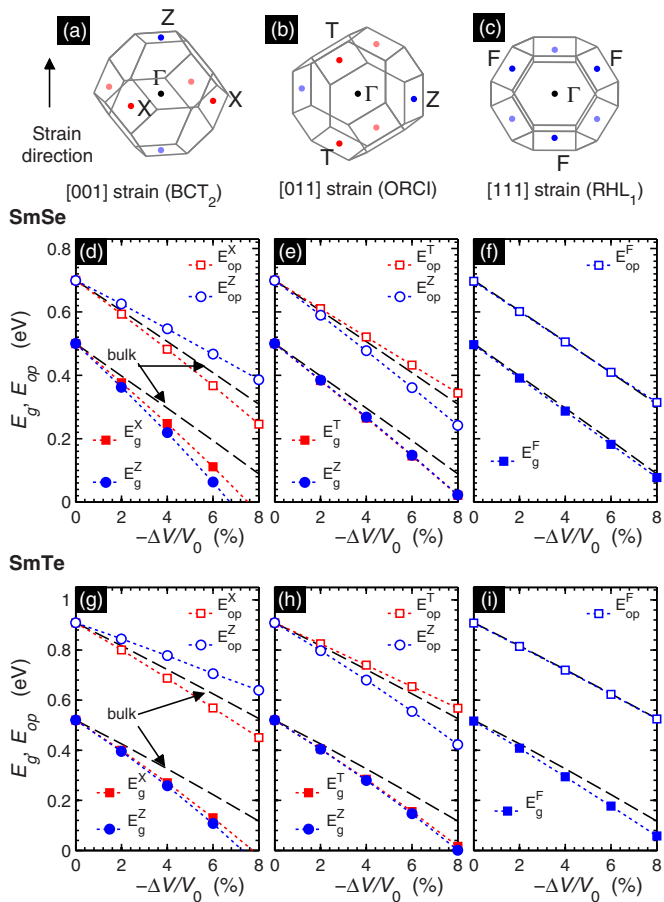 (a) (b) (c)
Z T F F
Γ Γ Γ
X X Z
T F
Strain
direction
[001] strain (BCT₂) [011] strain (ORCI) [111] strain (RHL₁)
SmSe
(d) (e) (f)
E_op^X E_op^T E_op^F
E_op^Z E_op^Z
bulk
E_g^X E_g^T E_g^F
E_g^Z E_g^Z
E_g, E_op (eV)
0.8
0.6
0.4
0.2
0
0 2 4 6 8 0 2 4 6 8 0 2 4 6 8
−ΔV/V₀ (%) −ΔV/V₀ (%) −ΔV/V₀ (%)
SmTe
(g) (h) (i)
E_op^X E_op^T E_op^F
E_op^Z E_op^Z
bulk
E_g^X E_g^T E_g^F
E_g^Z E_g^Z
E_g, E_op (eV)
1
0.8
0.6
0.4
0.2
0
0 2 4 6 8 0 2 4 6 8 0 2 4 6 8
−ΔV/V₀ (%) −ΔV/V₀ (%) −ΔV/V₀ (%)